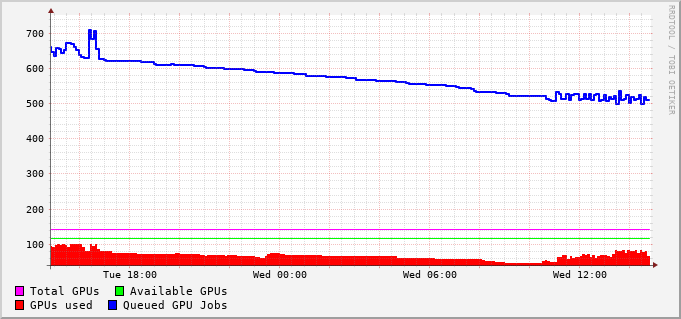 RRDTOOL / TOBI OETIKER
700
600
500
400
300
200
100
Tue 18:00 Wed 00:00 Wed 06:00 Wed 12:00
Total GPUs Available GPUs
GPUs used Queued GPU Jobs